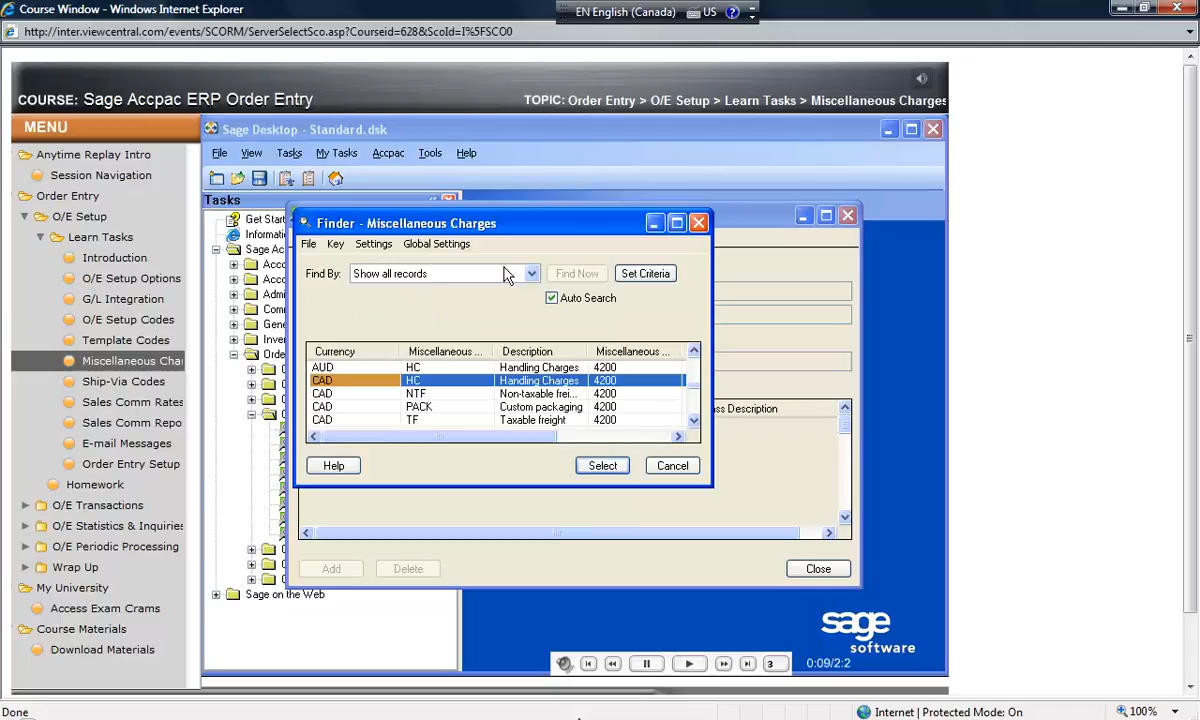 Course Window - Windows Internet Explorer
EN English (Canada) US
http://inter.viewcentral.com/events/SCORM/ServerSelectSco.asp?Courseid=628&ScoId=I%5FSCO0
COURSE: Sage Accpac ERP Order Entry
TOPIC: Order Entry > O/E Setup > Learn Tasks > Miscellaneous Charges
MENU
Anytime Replay Intro
Session Navigation
Order Entry
O/E Setup
Learn Tasks
Introduction
O/E Setup Options
G/L Integration
O/E Setup Codes
Template Codes
Miscellaneous Cha
Ship-Via Codes
Sales Comm Rates
Sales Comm Repo
E-mail Messages
Order Entry Setup
Homework
O/E Transactions
O/E Statistics & Inquiries
O/E Periodic Processing
Wrap Up
My University
Access Exam Crams
Course Materials
Download Materials
Sage Desktop - Standard.dsk
File View Tasks My Tasks Accpac Tools Help
Tasks
Get Start
Informati
Sage Ac
Acco
Acco
Admi
Com
Gene
Inve
Orde
Sage on the Web
Finder - Miscellaneous Charges
File Key Settings Global Settings
Find By: Show all records Find Now Set Criteria
Auto Search
Currency Miscellaneous ... Description Miscellaneous ...
AUD HC Handling Charges 4200
CAD HC Handling Charges 4200
CAD NTF Non-taxable frei... 4200
CAD PACK Custom packaging 4200
CAD TF Taxable freight 4200
Help Select Cancel
ss Description
Add Delete Close
sage
software
3 0:09/2:2
Done
Internet | Protected Mode: On 100%